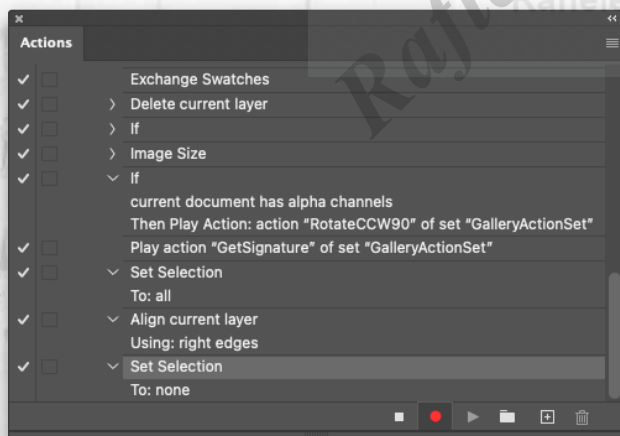 Actions
Exchange Swatches
Delete current layer
If
Image Size
If
current document has alpha channels
Then Play Action: action “RotateCCW90” of set “GalleryActionSet”
Play action “GetSignature” of set “GalleryActionSet”
Set Selection
To: all
Align current layer
Using: right edges
Set Selection
To: none